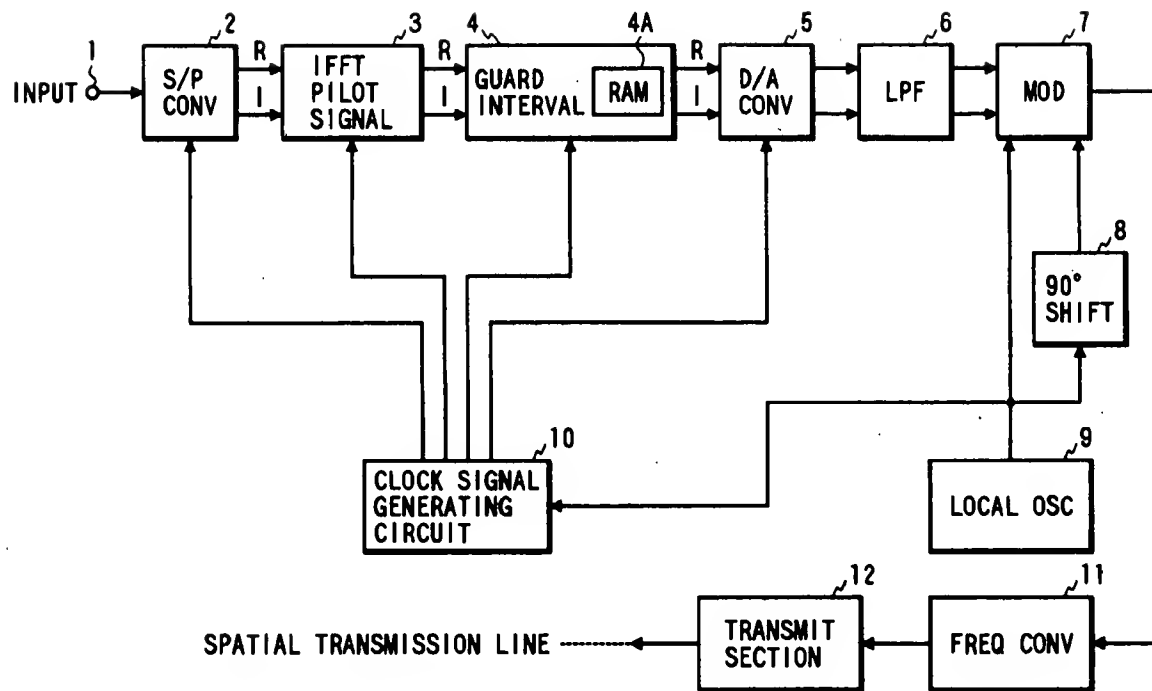 1
INPUT
2
S/P
CONV
R
I
3
IFFT
PILOT
SIGNAL
R
I
4
GUARD
INTERVAL
4A
RAM
R
I
5
D/A
CONV
6
LPF
7
MOD
8
90°
SHIFT
9
LOCAL OSC
10
CLOCK SIGNAL
GENERATING
CIRCUIT
11
FREQ CONV
12
TRANSMIT
SECTION
SPATIAL TRANSMISSION LINE